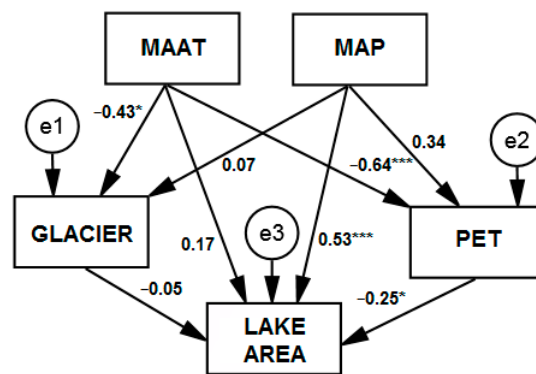 MAAT
MAP
e1
−0.43*
0.34
e2
0.07
−0.64***
GLACIER
0.17
e3
0.53***
PET
−0.05
−0.25*
LAKE
AREA